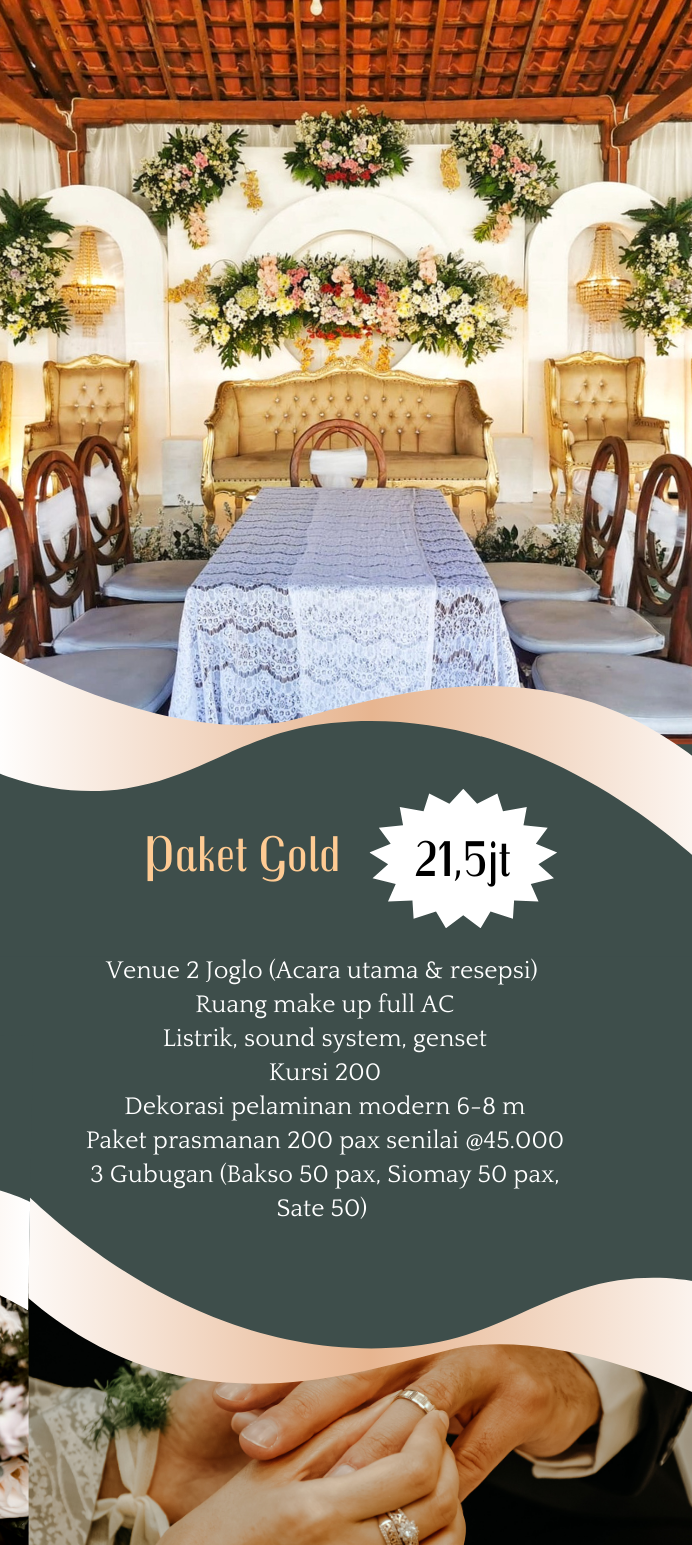 Paket Gold
21,5jt
Venue 2 Joglo (Acara utama & resepsi)
Ruang make up full AC
Listrik, sound system, genset
Kursi 200
Dekorasi pelaminan modern 6-8 m
Paket prasmanan 200 pax senilai @45.000
3 Gubugan (Bakso 50 pax, Siomay 50 pax,
Sate 50)